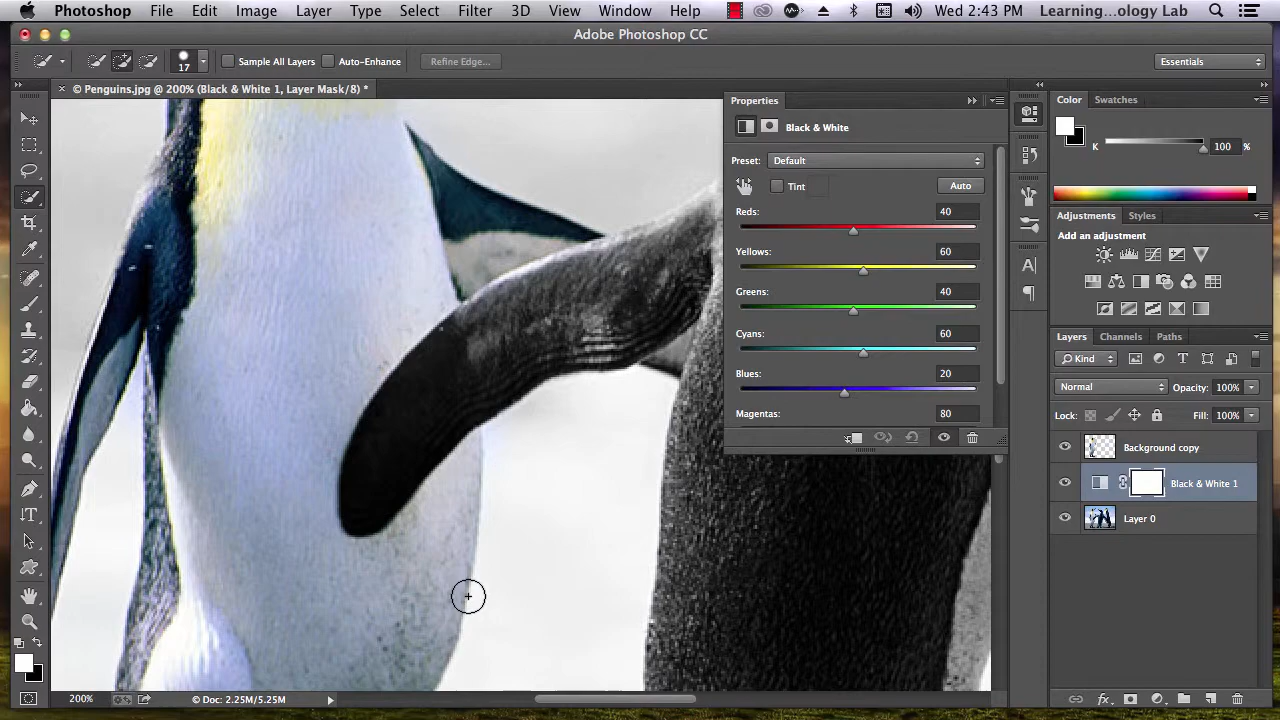 Photoshop File Edit Image Layer Type Select Filter 3D View Window Help Wed 2:43 PM Learning...ology Lab
Adobe Photoshop CC
17 Sample All Layers Auto-Enhance Refine Edge... Essentials
× © Penguins.jpg @ 200% (Black & White 1, Layer Mask/8) *
Properties
Black & White
Preset: Default
Tint Auto
Reds: 40
Yellows: 60
Greens: 40
Cyans: 60
Blues: 20
Magentas: 80
Color Swatches
K 100 %
Adjustments Styles
Add an adjustment
Layers Channels Paths
Kind
Normal Opacity: 100%
Lock: Fill: 100%
Background copy
Black & White 1
Layer 0
200% © Doc: 2.25M/5.25M